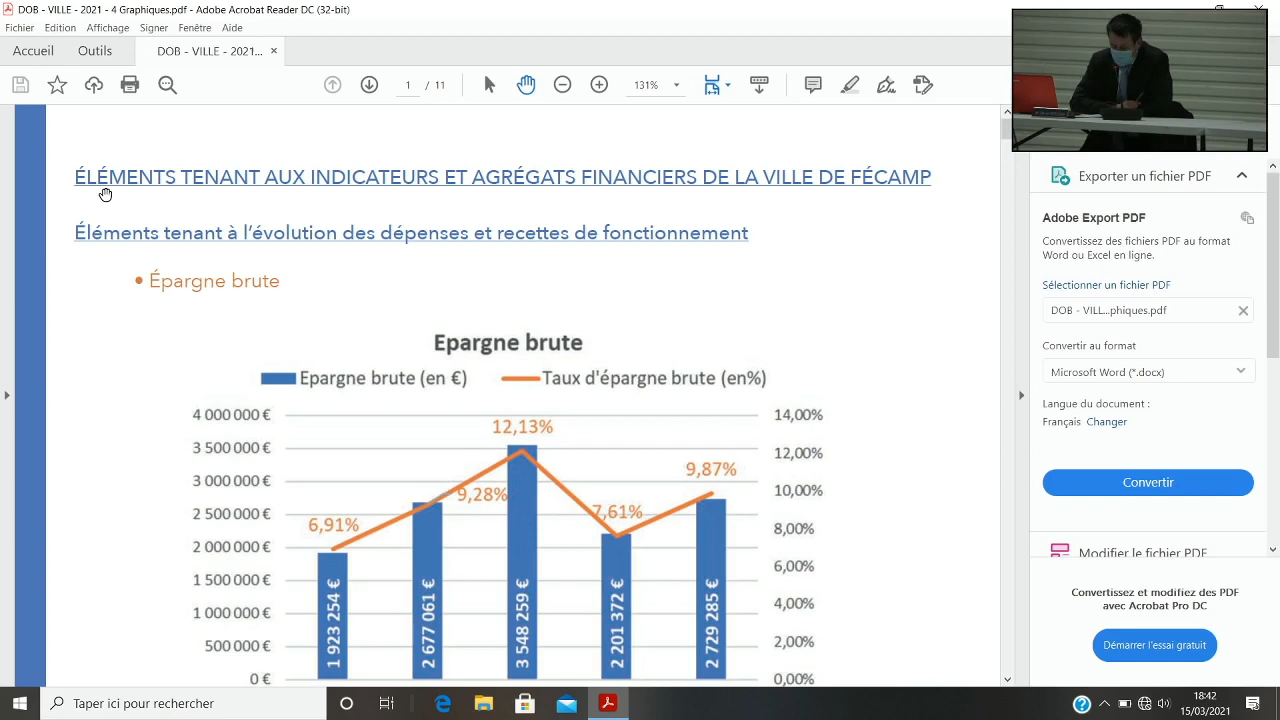 DOB - VILLE - 2021 - 4 Graphiques.pdf - Adobe Acrobat Reader DC (32-bit)
Fichier Edition Affichage Signer Fenêtre Aide
Accueil Outils DOB - VILLE - 2021... ×
1 / 11 131%
ÉLÉMENTS TENANT AUX INDICATEURS ET AGRÉGATS FINANCIERS DE LA VILLE DE FÉCAMP
Éléments tenant à l'évolution des dépenses et recettes de fonctionnement
• Épargne brute
Epargne brute
Epargne brute (en €) Taux d'épargne brute (en%)
4 000 000 €
3 500 000 €
3 000 000 €
2 500 000 €
2 000 000 €
1 500 000 €
1 000 000 €
500 000 €
0 €
6,91%
9,28%
12,13%
7,61%
9,87%
1 923 254 €
2 677 061 €
3 548 259 €
2 201 372 €
2 729 285 €
14,00%
12,00%
10,00%
8,00%
6,00%
4,00%
2,00%
0,00%
Exporter un fichier PDF
Adobe Export PDF
Convertissez des fichiers PDF au format
Word ou Excel en ligne.
Sélectionner un fichier PDF
DOB - VILL...phiques.pdf
Convertir au format
Microsoft Word (*.docx)
Langue du document :
Français Changer
Convertir
Modifier le fichier PDF
Convertissez et modifiez des PDF
avec Acrobat Pro DC
Démarrer l'essai gratuit
Taper ici pour rechercher
18:42
15/03/2021